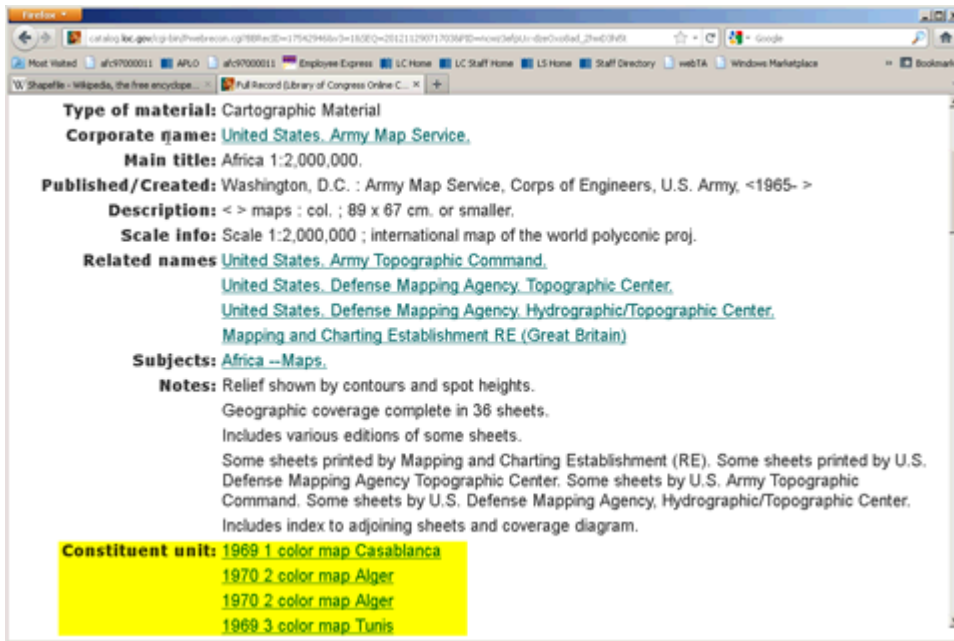 Firefox
catalog.loc.gov/cgi-bin/Pwebrecon.cgi?
Google
Most Visited afc97000011 APLO afc97000011 Employee Express LC Home LC Staff Home LS Home Staff Directory webTA Windows Marketplace » Bookmark
Shapefile - Wikipedia, the free encyclope... Full Record (Library of Congress Online C...
Type of material: Cartographic Material
Corporate name: United States. Army Map Service.
Main title: Africa 1:2,000,000.
Published/Created: Washington, D.C. : Army Map Service, Corps of Engineers, U.S. Army, <1965- >
Description: < > maps : col. ; 89 x 67 cm. or smaller.
Scale info: Scale 1:2,000,000 ; international map of the world polyconic proj.
Related names United States. Army Topographic Command.
United States. Defense Mapping Agency. Topographic Center.
United States. Defense Mapping Agency. Hydrographic/Topographic Center.
Mapping and Charting Establishment RE (Great Britain)
Subjects: Africa --Maps.
Notes: Relief shown by contours and spot heights.
Geographic coverage complete in 36 sheets.
Includes various editions of some sheets.
Some sheets printed by Mapping and Charting Establishment (RE). Some sheets printed by U.S.
Defense Mapping Agency Topographic Center. Some sheets by U.S. Army Topographic
Command. Some sheets by U.S. Defense Mapping Agency, Hydrographic/Topographic Center.
Includes index to adjoining sheets and coverage diagram.
Constituent unit: 1969 1 color map Casablanca
1970 2 color map Alger
1970 2 color map Alger
1969 3 color map Tunis